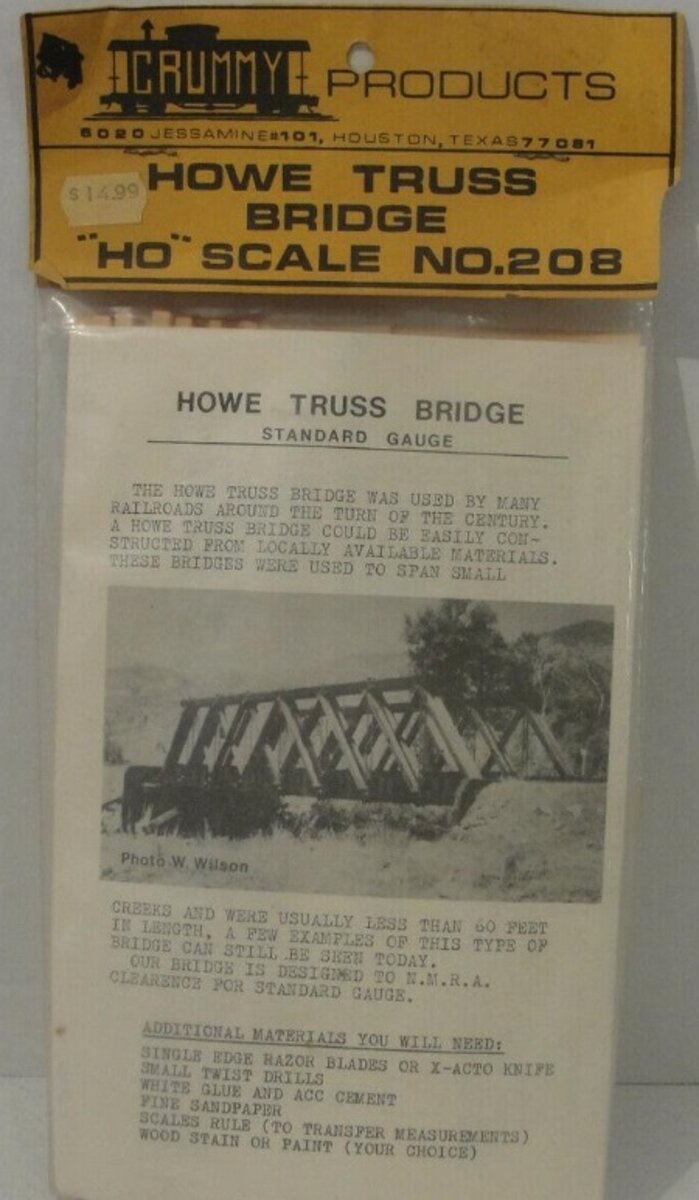 CRUMMY PRODUCTS
6020 JESSAMINE#101, HOUSTON, TEXAS 77081
$14.99
HOWE TRUSS
BRIDGE
"HO" SCALE NO.208
HOWE TRUSS BRIDGE
STANDARD GAUGE
THE HOWE TRUSS BRIDGE WAS USED BY MANY
RAILROADS AROUND THE TURN OF THE CENTURY.
A HOWE TRUSS BRIDGE COULD BE EASILY CON-
STRUCTED FROM LOCALLY AVAILABLE MATERIALS.
THESE BRIDGES WERE USED TO SPAN SMALL
Photo W. Wilson
CREEKS AND WERE USUALLY LESS THAN 60 FEET
IN LENGTH, A FEW EXAMPLES OF THIS TYPE OF
BRIDGE CAN STILL BE SEEN TODAY.
OUR BRIDGE IS DESIGNED TO N.M.R.A.
CLEARENCE FOR STANDARD GAUGE.
ADDITIONAL MATERIALS YOU WILL NEED:
SINGLE EDGE RAZOR BLADES OR X-ACTO KNIFE
SMALL TWIST DRILLS
WHITE GLUE AND ACC CEMENT
FINE SANDPAPER
SCALES RULE (TO TRANSFER MEASUREMENTS)
WOOD STAIN OR PAINT (YOUR CHOICE)